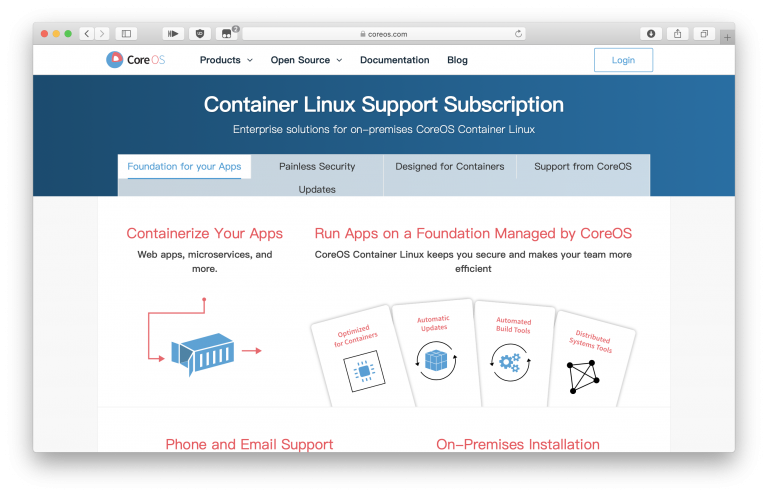 2
coreos.com
Core OS
Products
Open Source
Documentation
Blog
Login
Container Linux Support Subscription
Enterprise solutions for on-premises CoreOS Container Linux
Foundation for your Apps
Painless Security
Updates
Designed for Containers
Support from CoreOS
Containerize Your Apps
Web apps, microservices, and
more.
Run Apps on a Foundation Managed by CoreOS
CoreOS Container Linux keeps you secure and makes your team more
efficient
Optimized
for Containers
Automatic
Updates
Automated
Build Tools
Distributed
Systems Tools
Phone and Email Support
On-Premises Installation